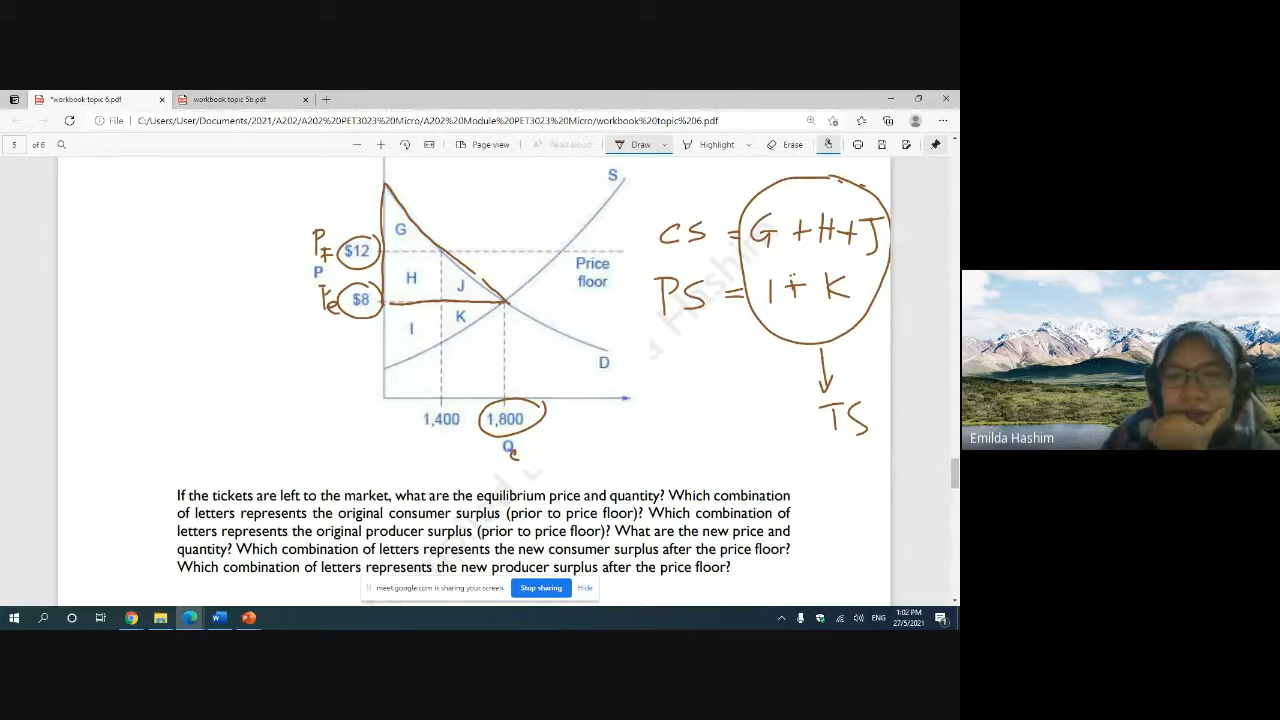 *workbook topic 6.pdf
workbook topic 5b.pdf
File
C:/Users/User/Documents/2021/A202/A202%20PET3023%20Micro/A202%20Module%20PET3023%20Micro/workbook%20topic%206.pdf
5 of 6
Page view
Read aloud
Draw
Highlight
Erase
S
G
CS = G + H + J
PF $12
Price
floor
P
H
J
PS = I + K
Pe $8
I
K
D
TS
1,400 1,800
Qe
Emilda Hashim
If the tickets are left to the market, what are the equilibrium price and quantity? Which combination
of letters represents the original consumer surplus (prior to price floor)? Which combination of
letters represents the original producer surplus (prior to price floor)? What are the new price and
quantity? Which combination of letters represents the new consumer surplus after the price floor?
Which combination of letters represents the new producer surplus after the price floor?
meet.google.com is sharing your screen.
Stop sharing
Hide
ENG
1:02 PM
27/5/2021